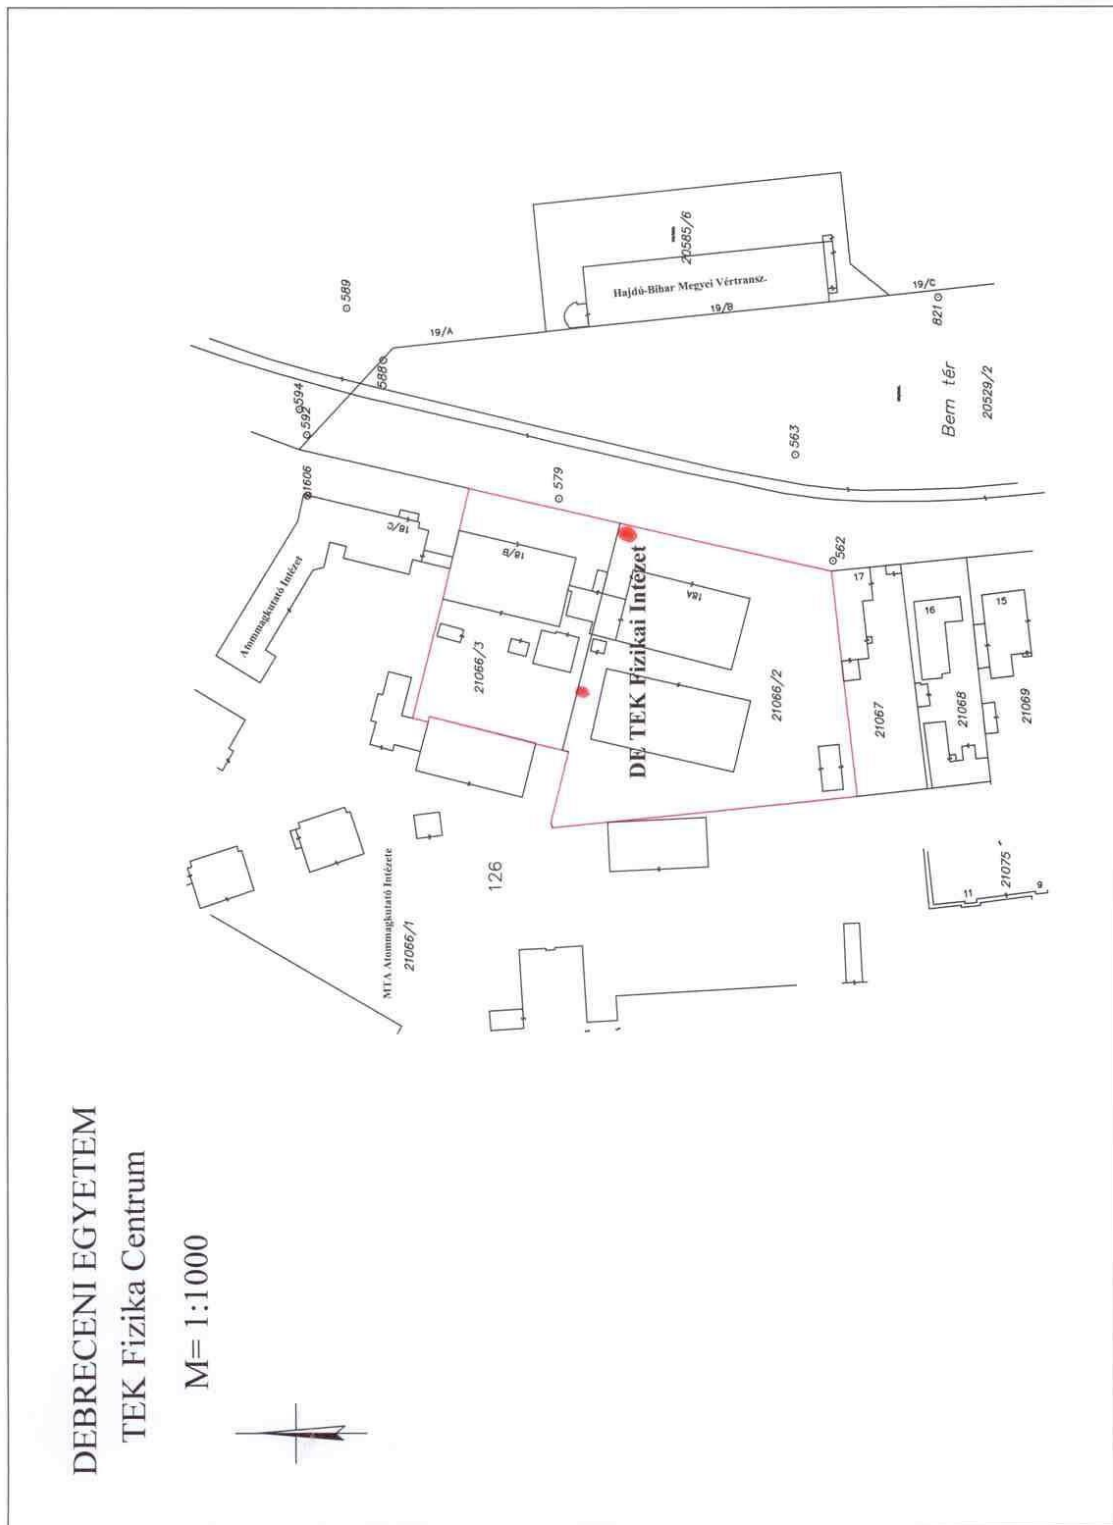 DEBRECENI EGYETEM
TEK Fizika Centrum
M= 1:1000
589
594
592
588
1606
19/A
20585/6
Hajdú-Bihar Megyei Vértransz.
19/B
19/C
821
Bem tér
20529/2
563
579
562
Atommagkutató Intézet
18/C
18/B
21066/3
DE TEK Fizikai Intézet
18A
21066/2
17
16
15
21067
21068
21069
MTA Atommagkutató Intézete
21066/1
126
21075
11
9